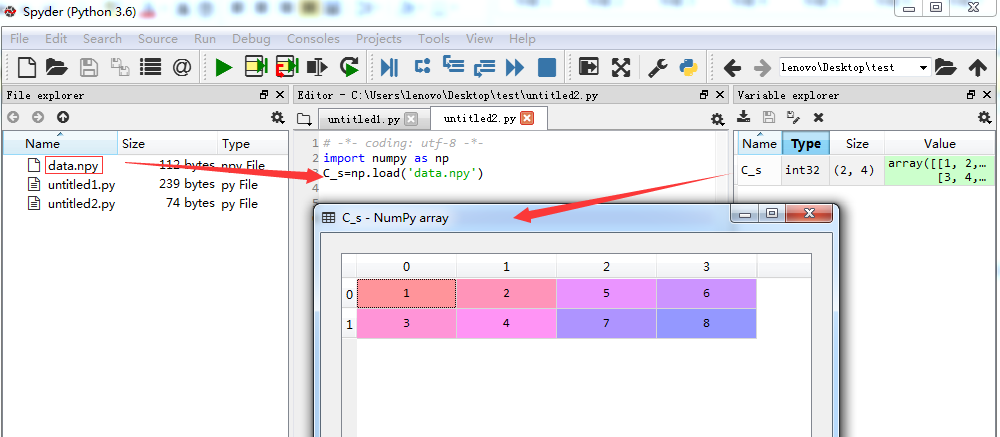 Spyder (Python 3.6)
File Edit Search Source Run Debug Consoles Projects Tools View Help
lenovo\Desktop\test
File explorer
Name Size Type
data.npy 112 bytes npy File
untitled1.py 239 bytes py File
untitled2.py 74 bytes py File
Editor - C:\Users\lenovo\Desktop\test\untitled2.py
untitled1.py untitled2.py
1 # -*- coding: utf-8 -*-
2 import numpy as np
3 C_s=np.load('data.npy')
4
Variable explorer
Name Type Size Value
C_s int32 (2, 4) array([[1, 2,…
[3, 4,…
C_s - NumPy array
0 1 2 3
0 1 2 5 6
1 3 4 7 8